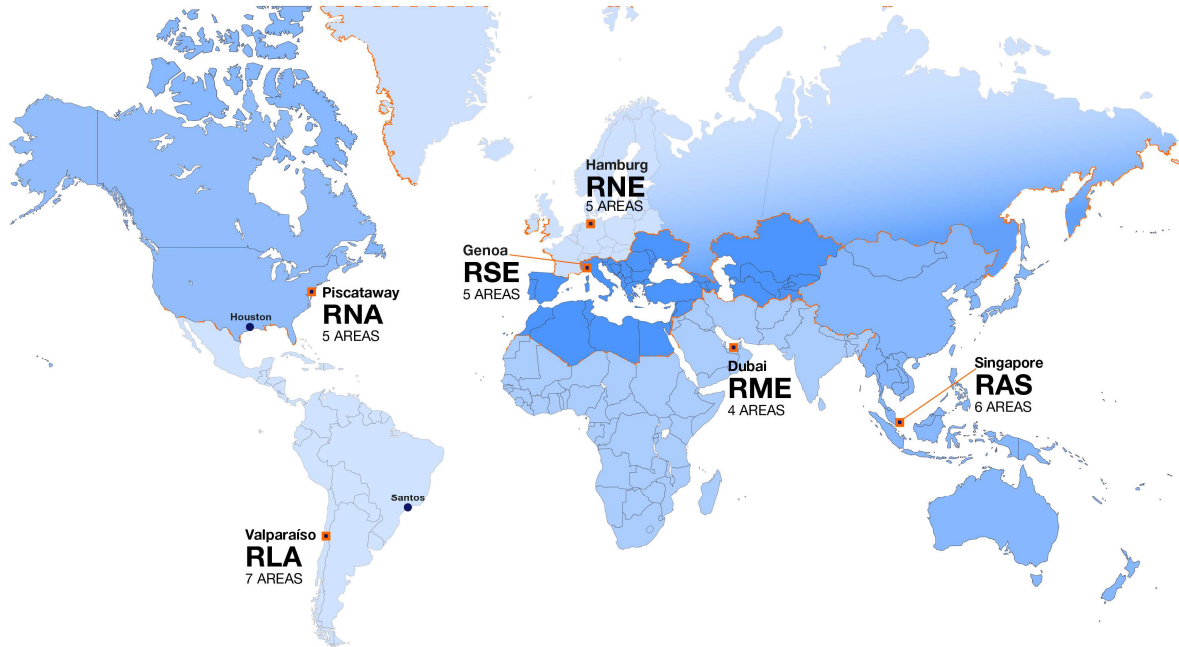 Hamburg
RNE
5 AREAS
Genoa
RSE
5 AREAS
Piscataway
RNA
5 AREAS
Houston
Dubai
RME
4 AREAS
Singapore
RAS
6 AREAS
Santos
Valparaíso
RLA
7 AREAS